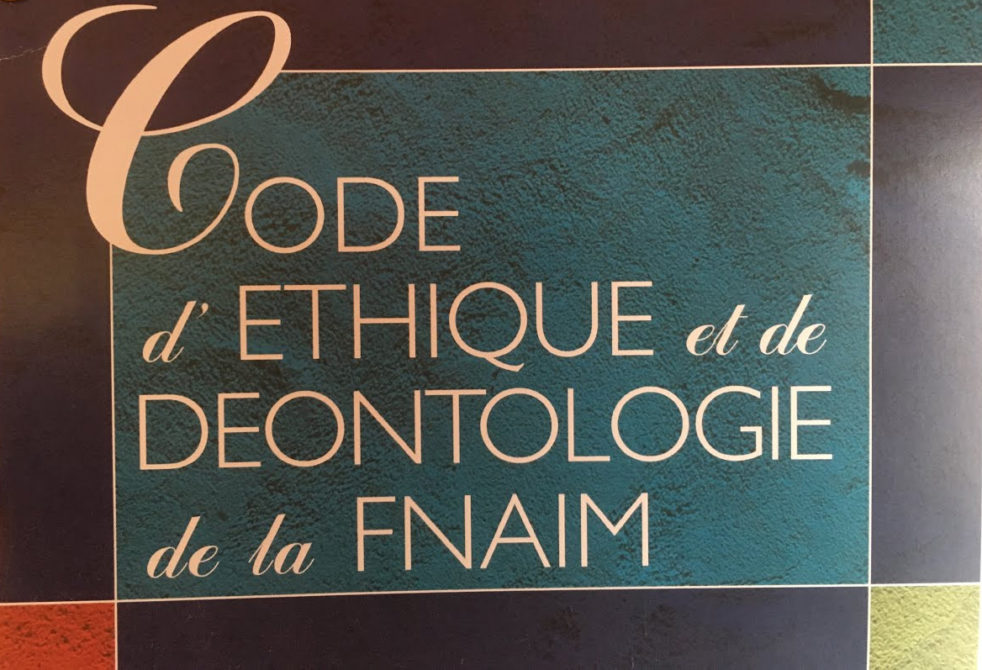 CODE
d' ETHIQUE et de
DEONTOLOGIE
de la FNAIM